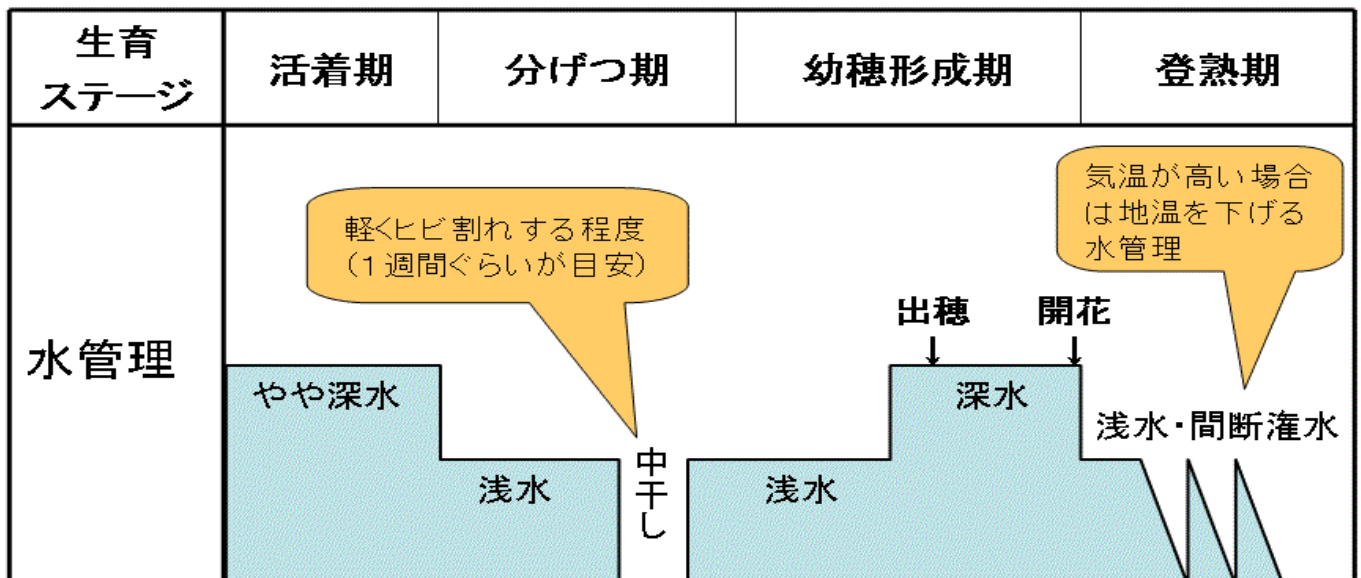 生育
ステージ
活着期
分げつ期
幼穂形成期
登熟期
水管理
軽くヒビ割れする程度
（１週間ぐらいが目安）
気温が高い場合
は地温を下げる
水管理
出穂
開花
やや深水
浅水
中干し
浅水
深水
浅水・間断潅水